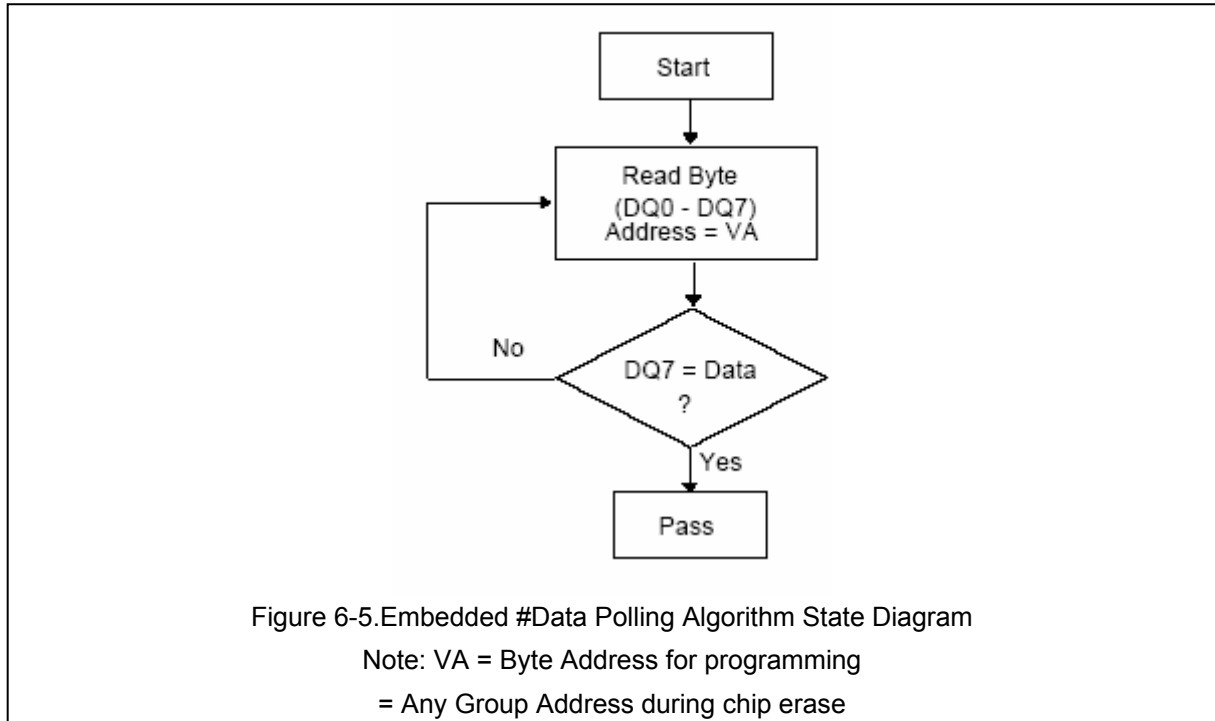 Start
Read Byte
(DQ0 - DQ7)
Address = VA
No
DQ7 = Data
?
Yes
Pass
Figure 6-5.Embedded #Data Polling Algorithm State Diagram
Note: VA = Byte Address for programming
= Any Group Address during chip erase